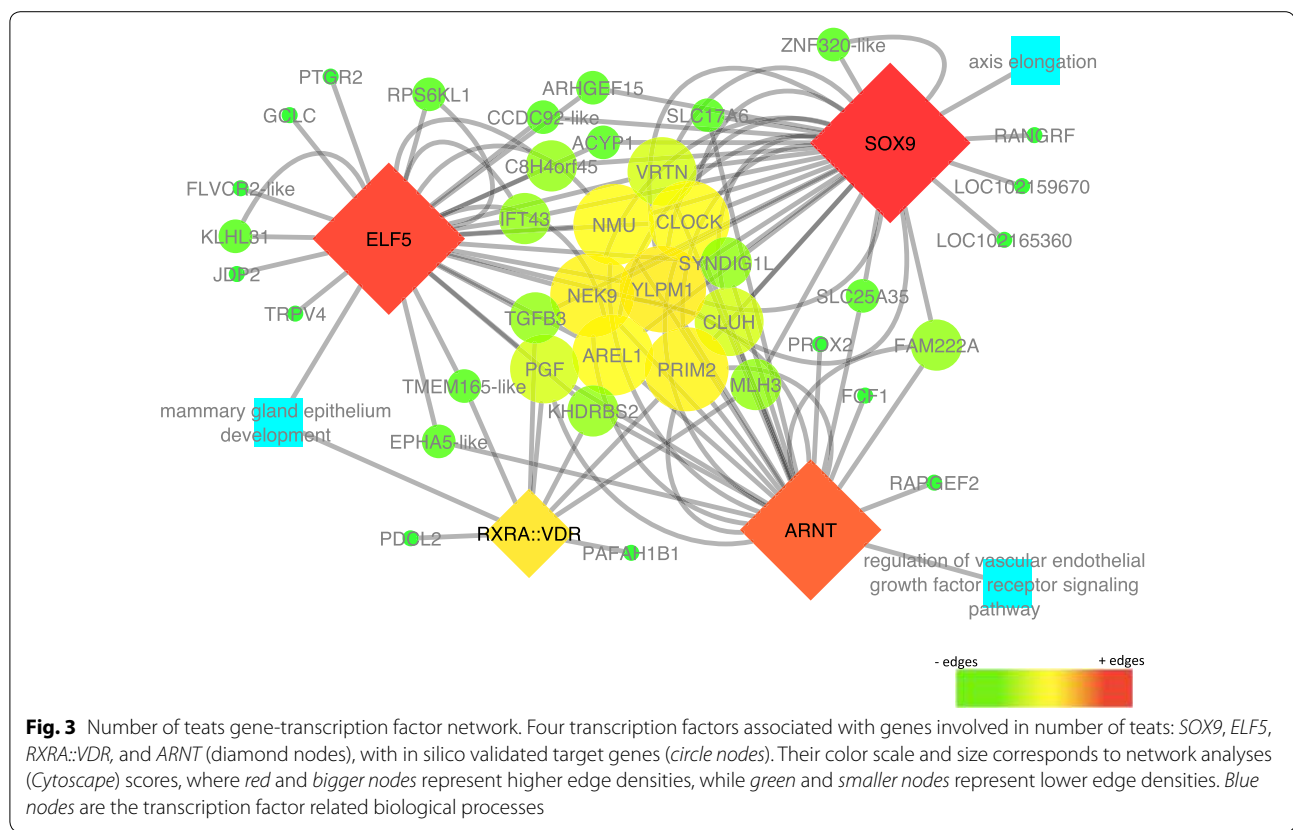 ZNF320-like
axis elongation
PTGR2
RPS6KL1
ARHGEF15
GCLC
CCDC92-like
SLC17A6
ACYP1
SOX9
RANGRF
C8H4orf45
VRTN
FLVCR2-like
LOC102159670
IFT43
NMU
CLOCK
KLHL31
ELF5
LOC102165360
JDP2
SYNDIG1L
NEK9
YLPM1
SLC25A35
TRPV4
TGFB3
CLUH
PROX2
FAM222A
AREL1
PGF
PRIM2
TMEM165-like
MLH3
FCF1
mammary gland epithelium
development
KHDRBS2
EPHA5-like
RAPGEF2
PDCL2
RXRA::VDR
PAFAH1B1
ARNT
regulation of vascular endothelial
growth factor receptor signaling
pathway
- edges
+ edges
Fig. 3 Number of teats gene-transcription factor network. Four transcription factors associated with genes involved in number of teats: SOX9, ELF5,
RXRA::VDR, and ARNT (diamond nodes), with in silico validated target genes (circle nodes). Their color scale and size corresponds to network analyses
(Cytoscape) scores, where red and bigger nodes represent higher edge densities, while green and smaller nodes represent lower edge densities. Blue
nodes are the transcription factor related biological processes